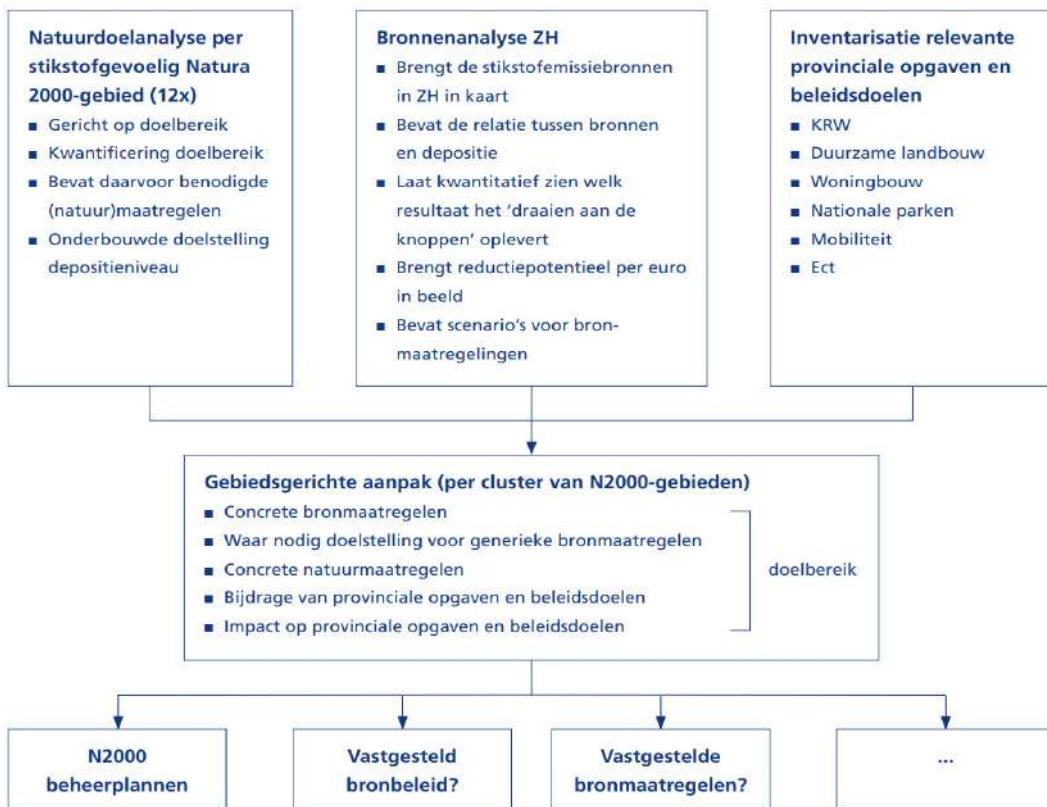 Natuurdoelanalyse per
stikstofgevoelig Natura
2000-gebied (12x)
■ Gericht op doelbereik
■ Kwantificering doelbereik
■ Bevat daarvoor benodigde
(natuur)maatregelen
■ Onderbouwde doelstelling
depositieniveau
Bronnenanalyse ZH
■ Brengt de stikstofemissiebronnen
in ZH in kaart
■ Bevat de relatie tussen bronnen
en depositie
■ Laat kwantitatief zien welk
resultaat het 'draaien aan de
knoppen' oplevert
■ Brengt reductiepotentieel per euro
in beeld
■ Bevat scenario's voor bron-
maatregelingen
Inventarisatie relevante
provinciale opgaven en
beleidsdoelen
■ KRW
■ Duurzame landbouw
■ Woningbouw
■ Nationale parken
■ Mobiliteit
■ Ect
Gebiedsgerichte aanpak (per cluster van N2000-gebieden)
■ Concrete bronmaatregelen
■ Waar nodig doelstelling voor generieke bronmaatregelen
■ Concrete natuurmaatregelen
■ Bijdrage van provinciale opgaven en beleidsdoelen
■ Impact op provinciale opgaven en beleidsdoelen
doelbereik
N2000
beheerplannen
Vastgesteld
bronbeleid?
Vastgestelde
bronmaatregelen?
...